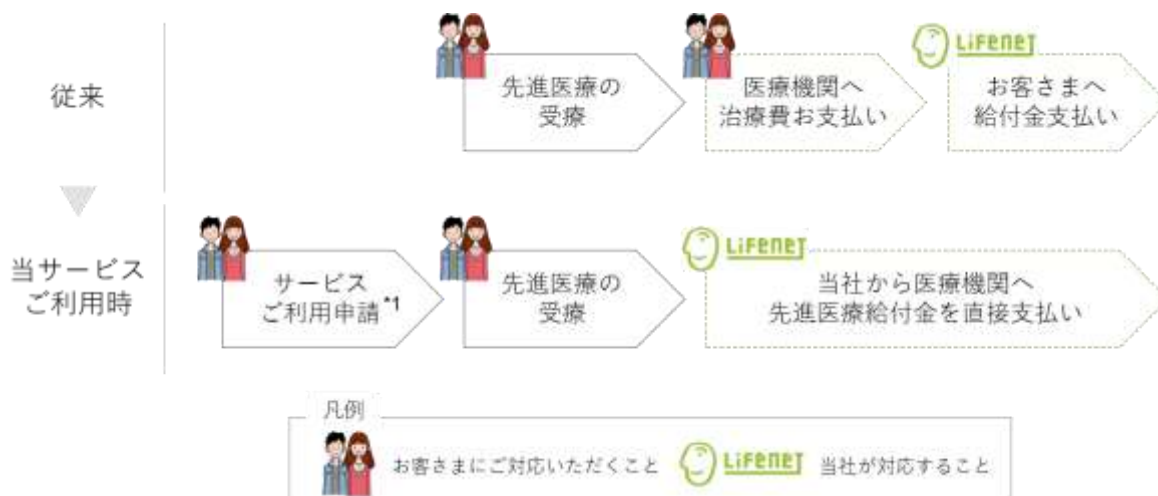 従来
先進医療の
受療
医療機関へ
治療費お支払い
LIFENET
お客さまへ
給付金支払い
当サービス
ご利用時
サービス
ご利用申請*1
先進医療の
受療
LIFENET
当社から医療機関へ
先進医療給付金を直接支払い
凡例
お客さまにご対応いただくこと
LIFENET
当社が対応すること